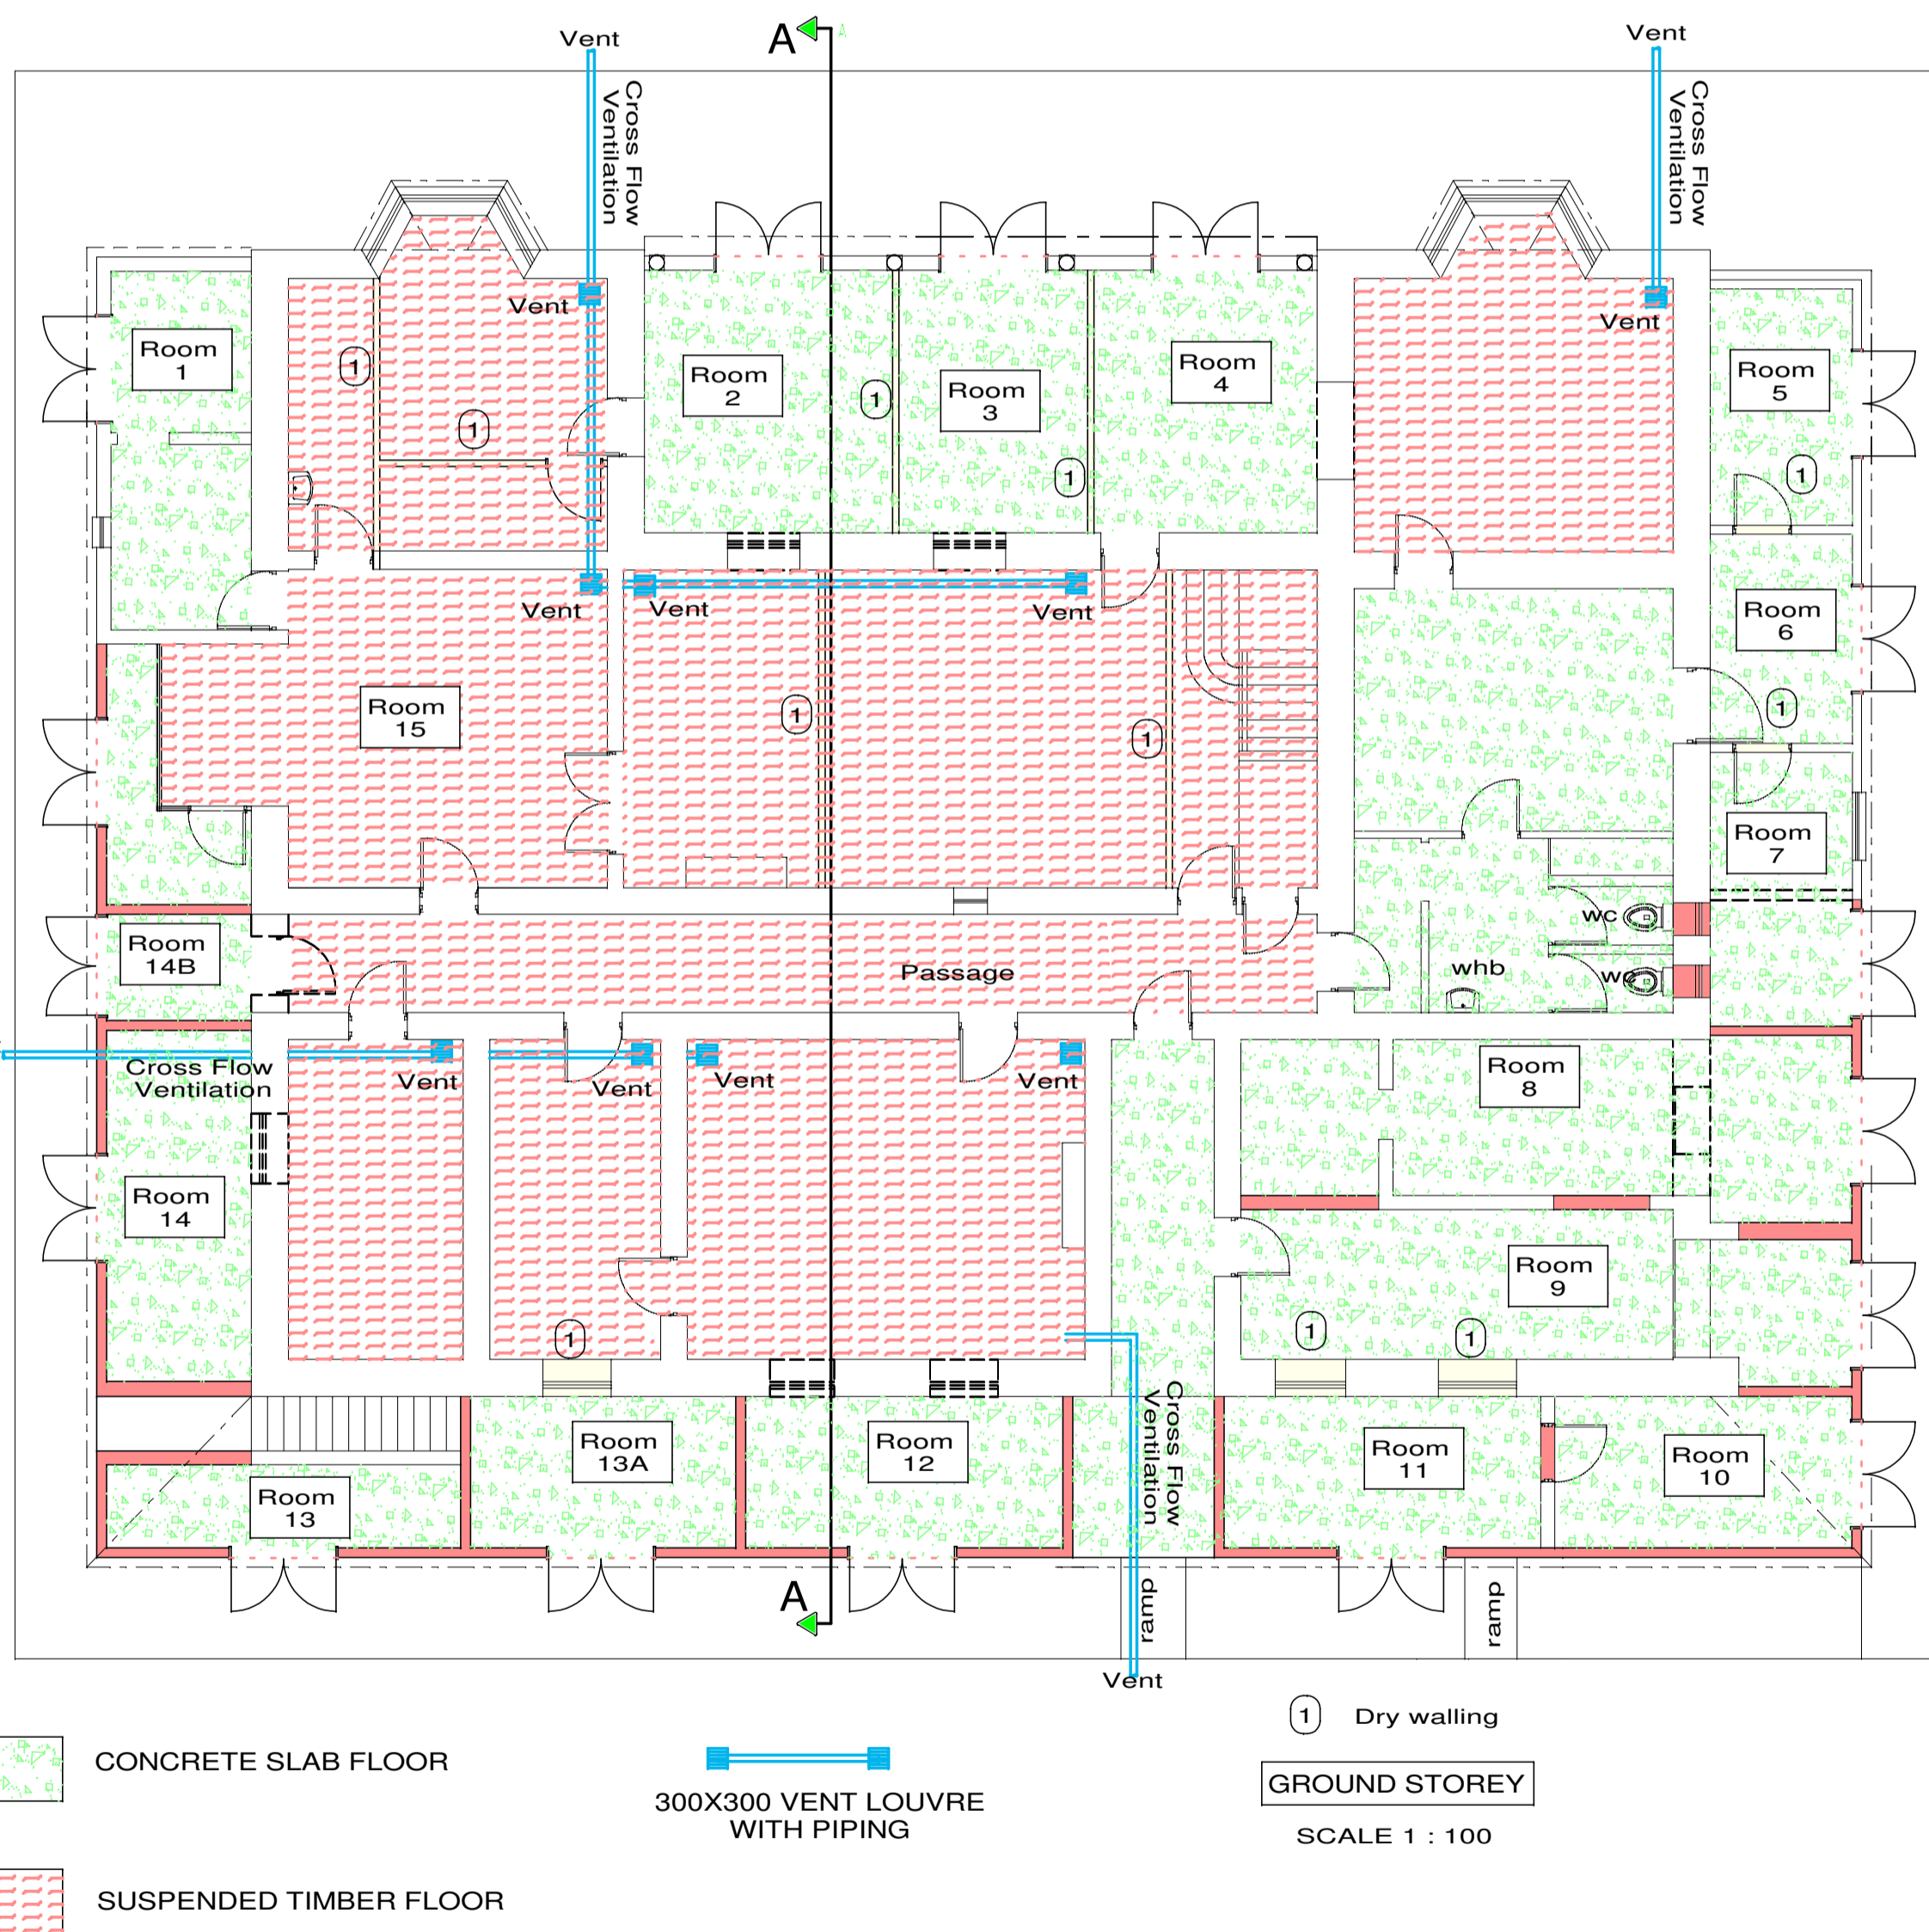 A
A
Vent
Vent
Cross Flow
Ventilation
Cross Flow
Ventilation
Vent
Vent
Room
1
1
1
Room
2
1
Room
3
1
Room
4
Room
5
1
Vent
Vent
Vent
Room
6
1
Room
15
1
1
Room
7
Room
14B
Passage
whb
wc
wc
Cross Flow
Ventilation
Vent
Vent
Vent
Vent
Room
8
Room
14
Room
9
1
1
1
Room
13
Room
13A
Room
12
Cross Flow
Ventilation
Room
11
Room
10
A
ramp
ramp
Vent
1 Dry walling
CONCRETE SLAB FLOOR
300X300 VENT LOUVRE
WITH PIPING
GROUND STOREY
SCALE 1 : 100
SUSPENDED TIMBER FLOOR